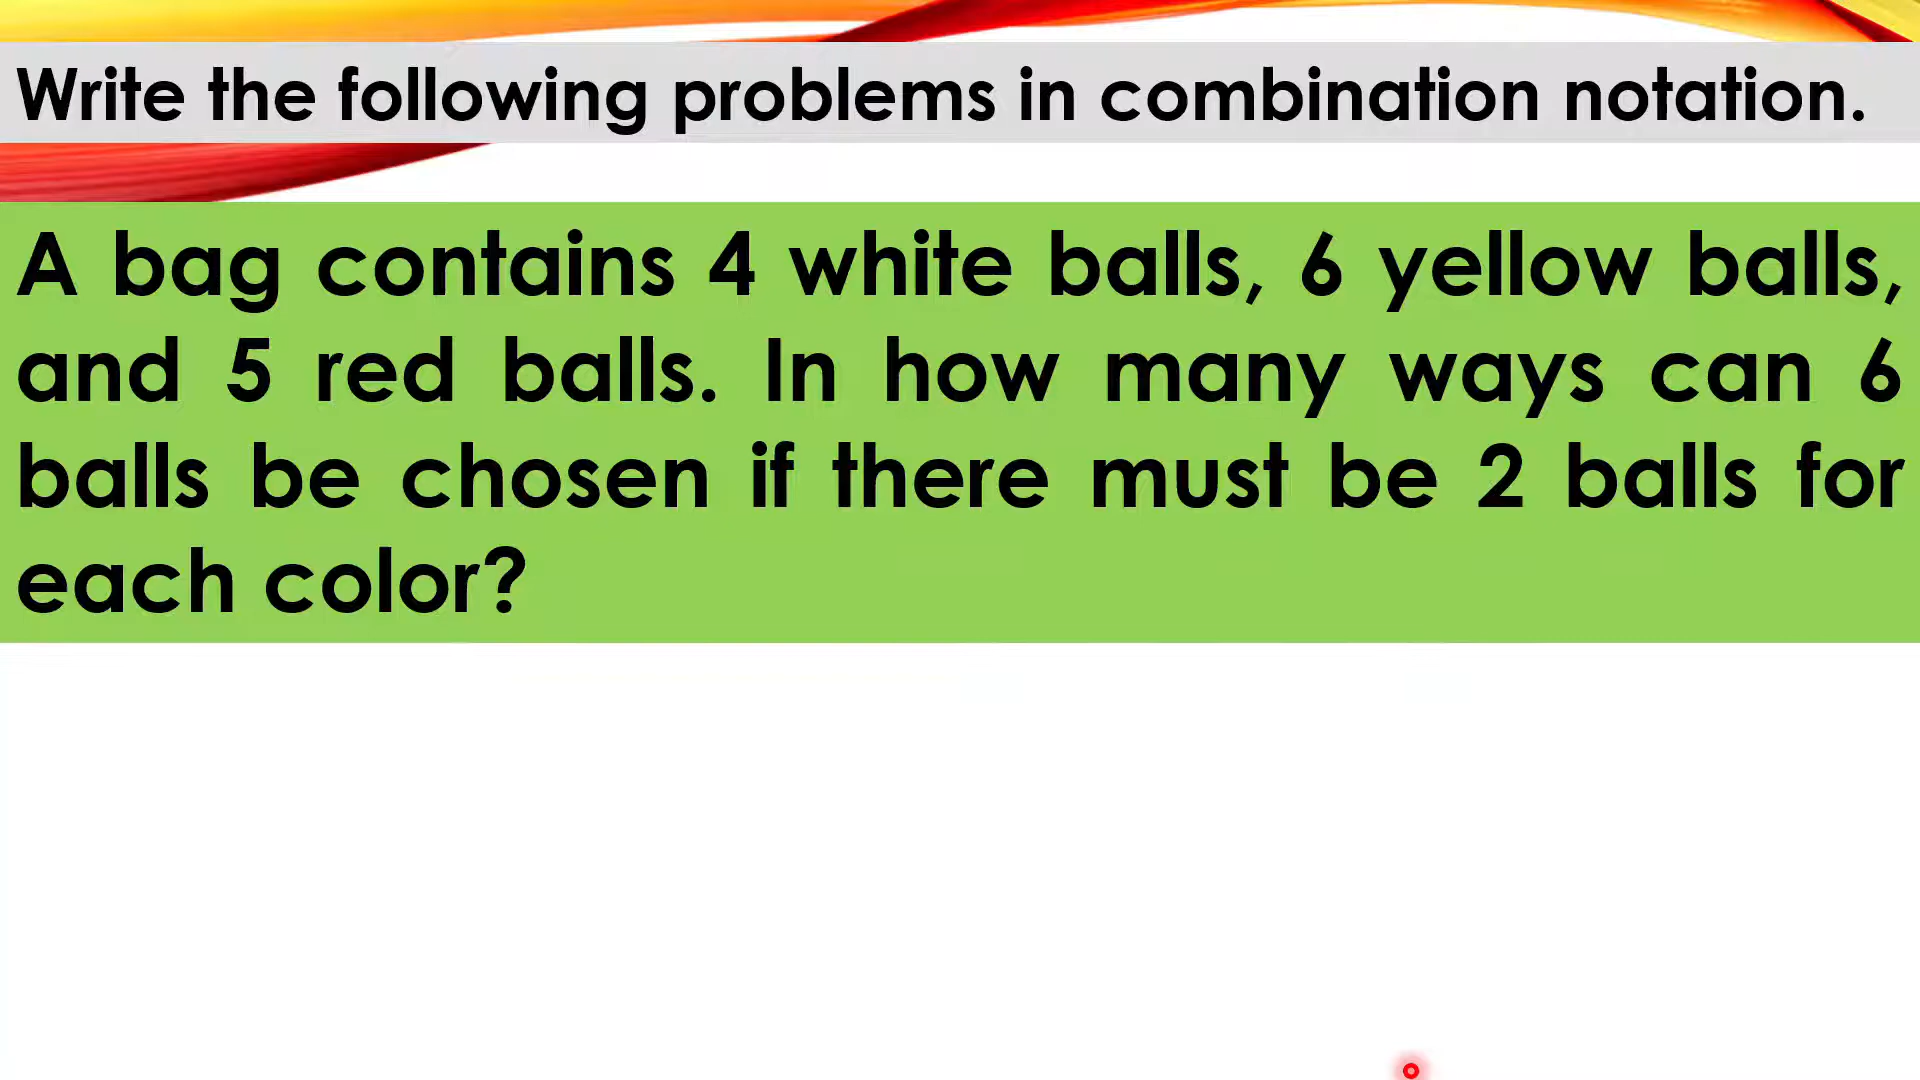 Write the following problems in combination notation.
A bag contains 4 white balls, 6 yellow balls,
and 5 red balls. In how many ways can 6
balls be chosen if there must be 2 balls for
each color?